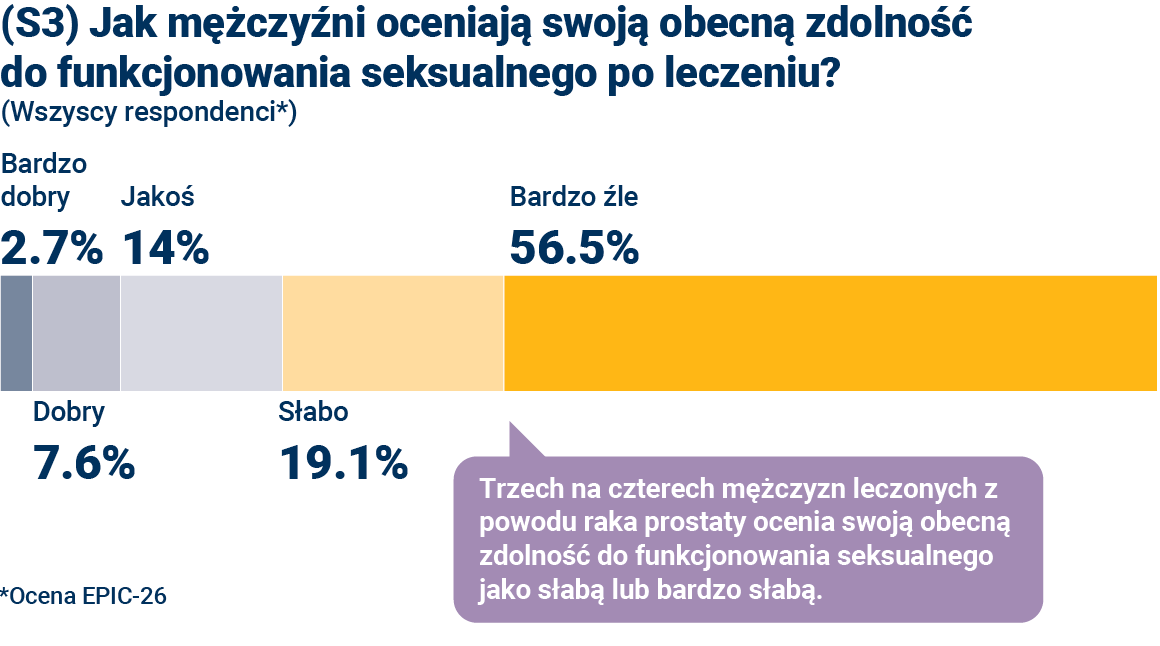 (S3) Jak mężczyźni oceniają swoją obecną zdolność
do funkcjonowania seksualnego po leczeniu?
(Wszyscy respondenci*)
Bardzo
dobry
2.7%
Jakoś
14%
Bardzo źle
56.5%
Dobry
7.6%
Słabo
19.1%
Trzech na czterech mężczyzn leczonych z
powodu raka prostaty ocenia swoją obecną
zdolność do funkcjonowania seksualnego
jako słabą lub bardzo słabą.
*Ocena EPIC-26